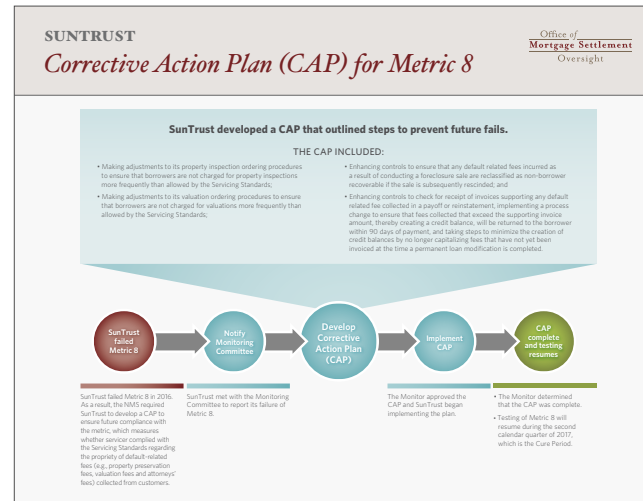 SUNTRUST
Corrective Action Plan (CAP) for Metric 8
Office of
Mortgage Settlement
Oversight
SunTrust developed a CAP that outlined steps to prevent future fails.
THE CAP INCLUDED:
• Making adjustments to its property inspection ordering procedures
to ensure that borrowers are not charged for property inspections
more frequently than allowed by the Servicing Standards;
• Making adjustments to its valuation ordering procedures to ensure
that borrowers are not charged for valuations more frequently than
allowed by the Servicing Standards;
• Enhancing controls to ensure that any default related fees incurred as
a result of conducting a foreclosure sale are reclassified as non-borrower
recoverable if the sale is subsequently rescinded; and
• Enhancing controls to check for receipt of invoices supporting any default
related fee collected in a payoff or reinstatement, implementing a process
change to ensure that fees collected that exceed the supporting invoice
amount, thereby creating a credit balance, will be returned to the borrower
within 90 days of payment, and taking steps to minimize the creation of
credit balances by no longer capitalizing fees that have not yet been
invoiced at the time a permanent loan modification is completed.
SunTrust
failed
Metric 8
Notify
Monitoring
Committee
Develop
Corrective
Action Plan
(CAP)
Implement
CAP
CAP
complete
and testing
resumes
SunTrust failed Metric 8 in 2016.
As a result, the NMS required
SunTrust to develop a CAP to
ensure future compliance with
the metric, which measures
whether servicer complied with
the Servicing Standards regarding
the propriety of default-related
fees (e.g., property preservation
fees, valuation fees and attorneys'
fees) collected from customers.
SunTrust met with the Monitoring
Committee to report its failure of
Metric 8.
The Monitor approved the
CAP and SunTrust began
implementing the plan.
• The Monitor determined
that the CAP was complete.
• Testing of Metric 8 will
resume during the second
calendar quarter of 2017,
which is the Cure Period.